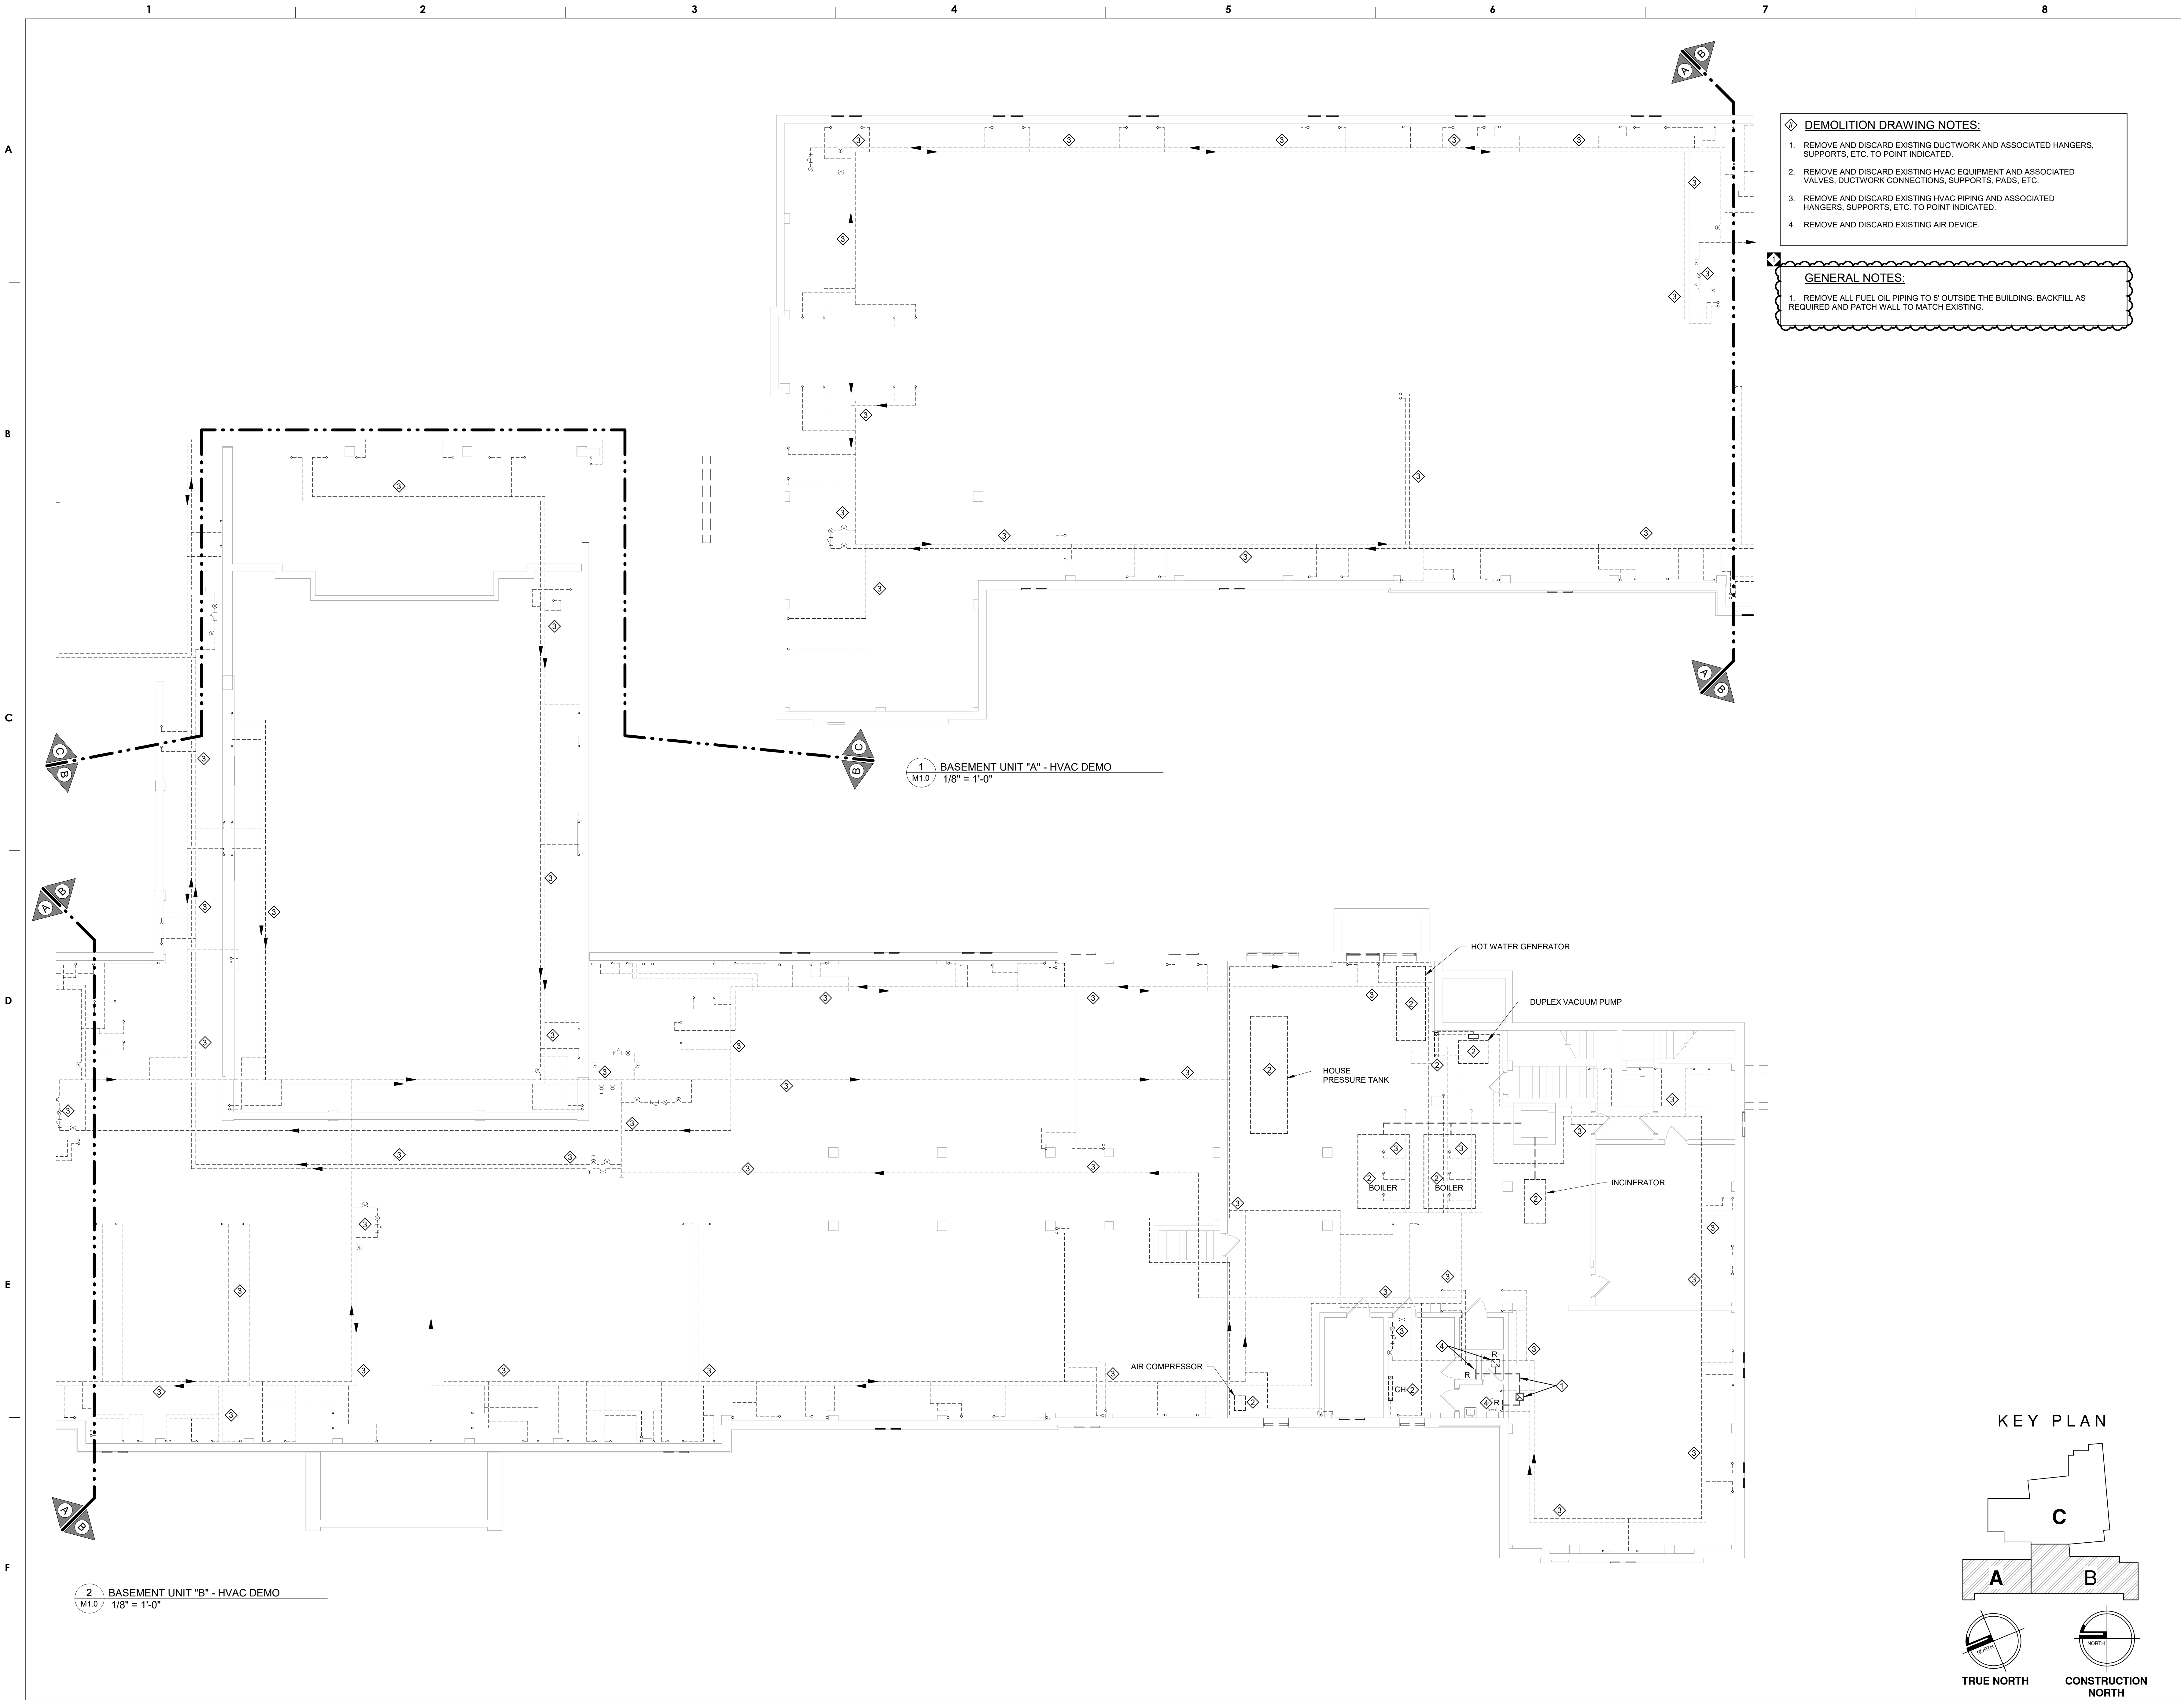 1 2 3 4 5 6 7 8
A
B
C
D
E
F
# DEMOLITION DRAWING NOTES:
1. REMOVE AND DISCARD EXISTING DUCTWORK AND ASSOCIATED HANGERS,
SUPPORTS, ETC. TO POINT INDICATED.
2. REMOVE AND DISCARD EXISTING HVAC EQUIPMENT AND ASSOCIATED
VALVES, DUCTWORK CONNECTIONS, SUPPORTS, PADS, ETC.
3. REMOVE AND DISCARD EXISTING HVAC PIPING AND ASSOCIATED
HANGERS, SUPPORTS, ETC. TO POINT INDICATED.
4. REMOVE AND DISCARD EXISTING AIR DEVICE.
1
GENERAL NOTES:
1. REMOVE ALL FUEL OIL PIPING TO 5' OUTSIDE THE BUILDING. BACKFILL AS
REQUIRED AND PATCH WALL TO MATCH EXISTING.
A B
A B
C B
C B
1 BASEMENT UNIT "A" - HVAC DEMO
M1.0 1/8" = 1'-0"
A B
HOT WATER GENERATOR
DUPLEX VACUUM PUMP
HOUSE
PRESSURE TANK
BOILER BOILER
INCINERATOR
AIR COMPRESSOR
R
R
CH
R
A B
2 BASEMENT UNIT "B" - HVAC DEMO
M1.0 1/8" = 1'-0"
KEY PLAN
C
A B
NORTH NORTH
TRUE NORTH CONSTRUCTION
NORTH